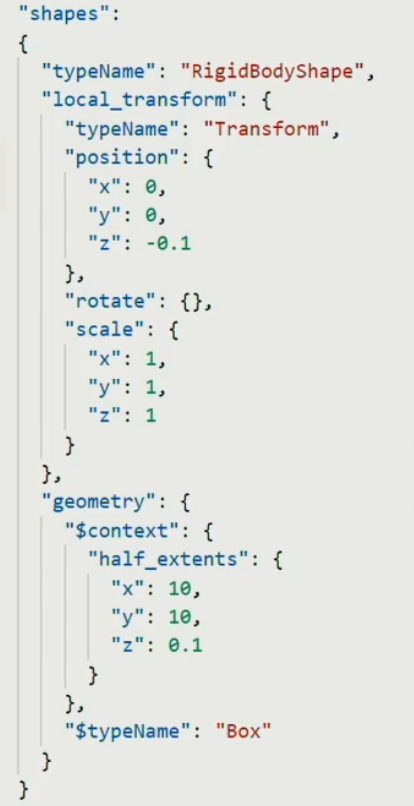 "shapes":
{
"typeName": "RigidBodyShape",
"local_transform": {
"typeName": "Transform",
"position": {
"x": 0,
"y": 0,
"z": -0.1
},
"rotate": {},
"scale": {
"x": 1,
"y": 1,
"z": 1
}
},
"geometry": {
"$context": {
"half_extents": {
"x": 10,
"y": 10,
"z": 0.1
}
},
"$typeName": "Box"
}
}